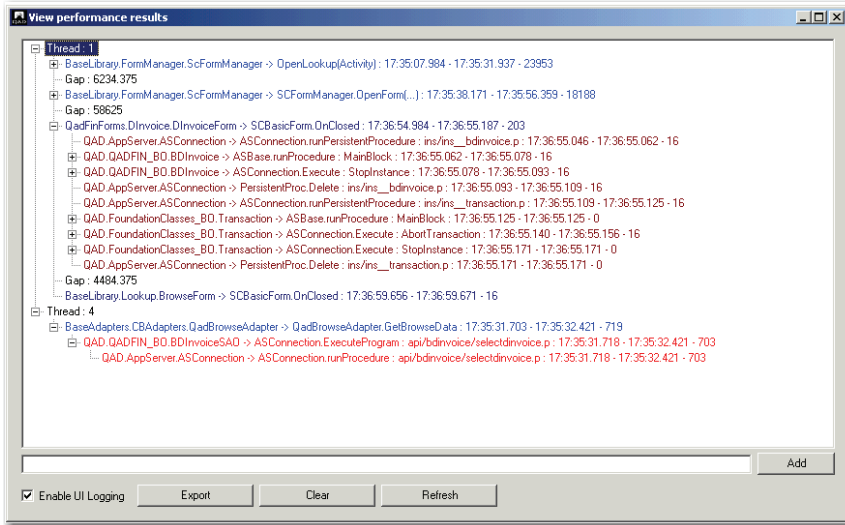 QAD View performance results
Thread : 1
BaseLibrary.FormManager.ScFormManager -> OpenLookup(Activity) : 17:35:07.984 - 17:35:31.937 - 23953
Gap : 6234.375
BaseLibrary.FormManager.ScFormManager -> SCFormManager.OpenForm(...) : 17:35:38.171 - 17:35:56.359 - 18188
Gap : 58625
QadFinForms.DInvoice.DInvoiceForm -> SCBasicForm.OnClosed : 17:36:54.984 - 17:36:55.187 - 203
QAD.AppServer.ASConnection -> ASConnection.runPersistentProcedure : ins/ins__bdinvoice.p : 17:36:55.046 - 17:36:55.062 - 16
QAD.QADFIN_BO.BDInvoice -> ASBase.runProcedure : MainBlock : 17:36:55.062 - 17:36:55.078 - 16
QAD.QADFIN_BO.BDInvoice -> ASConnection.Execute : StopInstance : 17:36:55.078 - 17:36:55.093 - 16
QAD.AppServer.ASConnection -> PersistentProc.Delete : ins/ins__bdinvoice.p : 17:36:55.093 - 17:36:55.109 - 16
QAD.AppServer.ASConnection -> ASConnection.runPersistentProcedure : ins/ins__transaction.p : 17:36:55.109 - 17:36:55.125 - 16
QAD.FoundationClasses_BO.Transaction -> ASBase.runProcedure : MainBlock : 17:36:55.125 - 17:36:55.125 - 0
QAD.FoundationClasses_BO.Transaction -> ASConnection.Execute : AbortTransaction : 17:36:55.140 - 17:36:55.156 - 16
QAD.FoundationClasses_BO.Transaction -> ASConnection.Execute : StopInstance : 17:36:55.171 - 17:36:55.171 - 0
QAD.AppServer.ASConnection -> PersistentProc.Delete : ins/ins__transaction.p : 17:36:55.171 - 17:36:55.171 - 0
Gap : 4484.375
BaseLibrary.Lookup.BrowseForm -> SCBasicForm.OnClosed : 17:36:59.656 - 17:36:59.671 - 16
Thread : 4
BaseAdapters.CBAdapters.QadBrowseAdapter -> QadBrowseAdapter.GetBrowseData : 17:35:31.703 - 17:35:32.421 - 719
QAD.QADFIN_BO.BDInvoiceSAO -> ASConnection.ExecuteProgram : api/bdinvoice/selectdinvoice.p : 17:35:31.718 - 17:35:32.421 - 703
QAD.AppServer.ASConnection -> ASConnection.runProcedure : api/bdinvoice/selectdinvoice.p : 17:35:31.718 - 17:35:32.421 - 703
Add
Enable UI Logging Export Clear Refresh